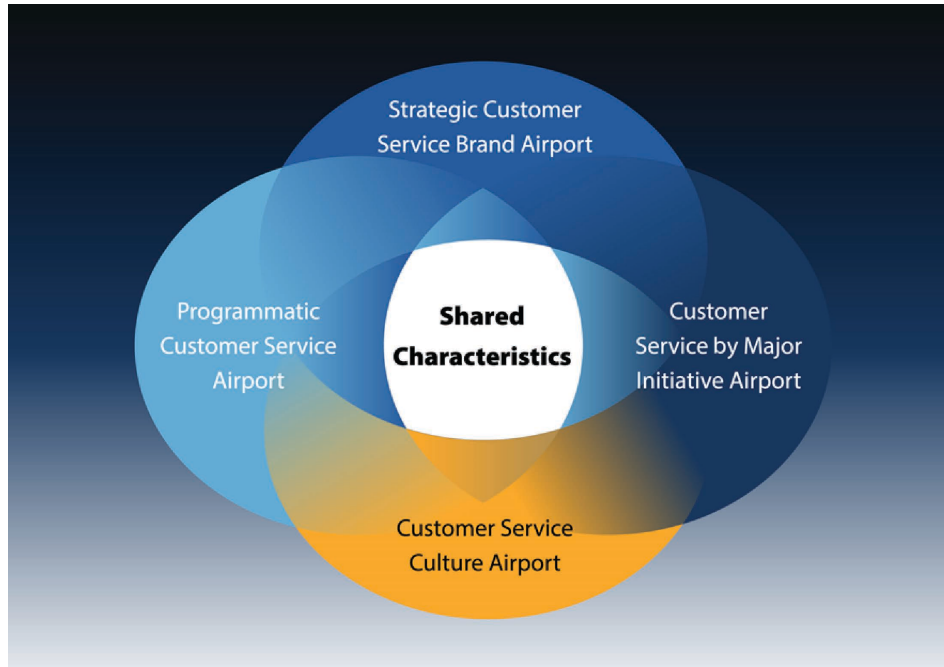 Strategic Customer
Service Brand Airport
Programmatic
Customer Service
Airport
Shared
Characteristics
Customer
Service by Major
Initiative Airport
Customer Service
Culture Airport